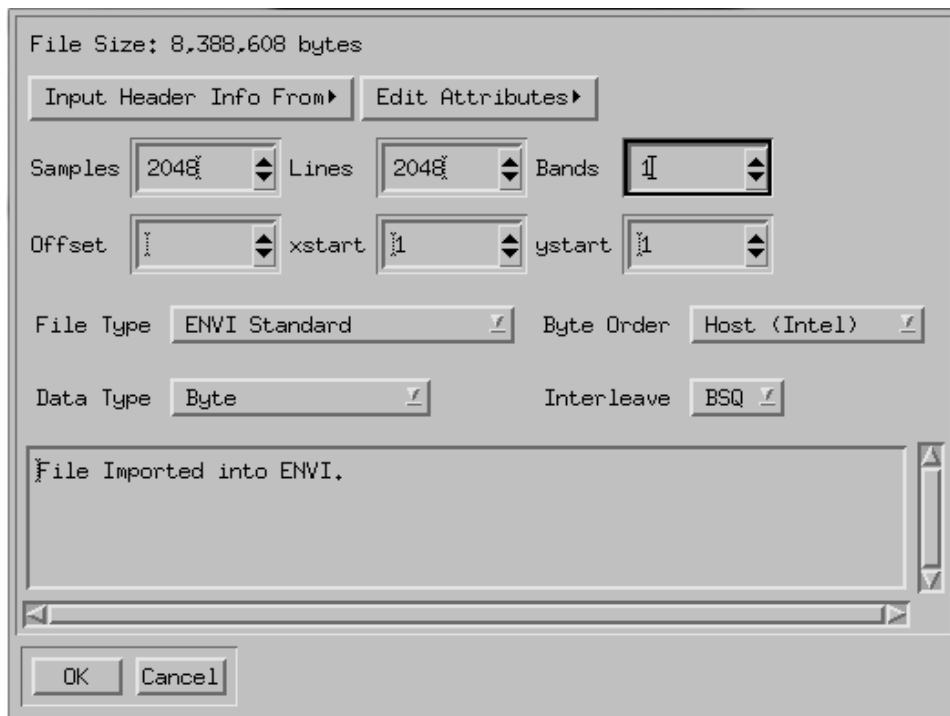 File Size: 8,388,608 bytes
Input Header Info From Edit Attributes
Samples 2048 Lines 2048 Bands 1
Offset xstart 1 ystart 1
File Type ENVI Standard Byte Order Host (Intel)
Data Type Byte Interleave BSQ
File Imported into ENVI.
OK Cancel